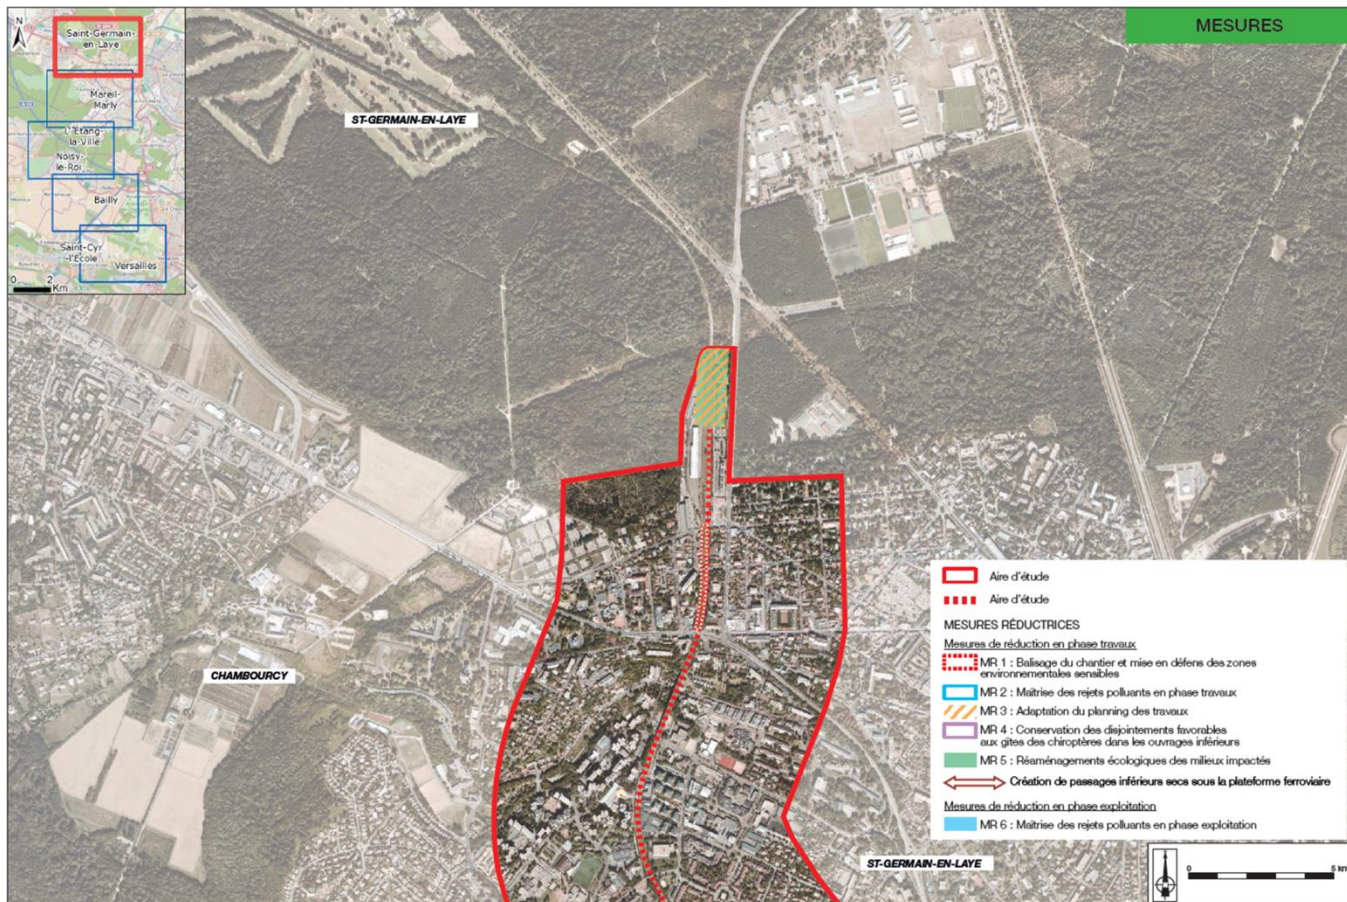 MESURES
N
Saint-Germain-
en-Laye
Mareil-
Marly
L'Étang-
la-Ville
Noisy-
le-Roi
Bailly
Saint-Cyr
-l'École
Versailles
0 2
Km
ST-GERMAIN-EN-LAYE
CHAMBOURCY
ST-GERMAIN-EN-LAYE
Aire d'étude
Aire d'étude
MESURES RÉDUCTRICES
Mesures de réduction en phase travaux
MR 1 : Balisage du chantier et mise en défens des zones
environnementales sensibles
MR 2 : Maîtrise des rejets polluants en phase travaux
MR 3 : Adaptation du planning des travaux
MR 4 : Conservation des disjointements favorables
aux gîtes des chiroptères dans les ouvrages inférieurs
MR 5 : Réaménagements écologiques des milieux impactés
Création de passages inférieurs secs sous la plateforme ferroviaire
Mesures de réduction en phase exploitation
MR 6 : Maîtrise des rejets polluants en phase exploitation
0 5 km